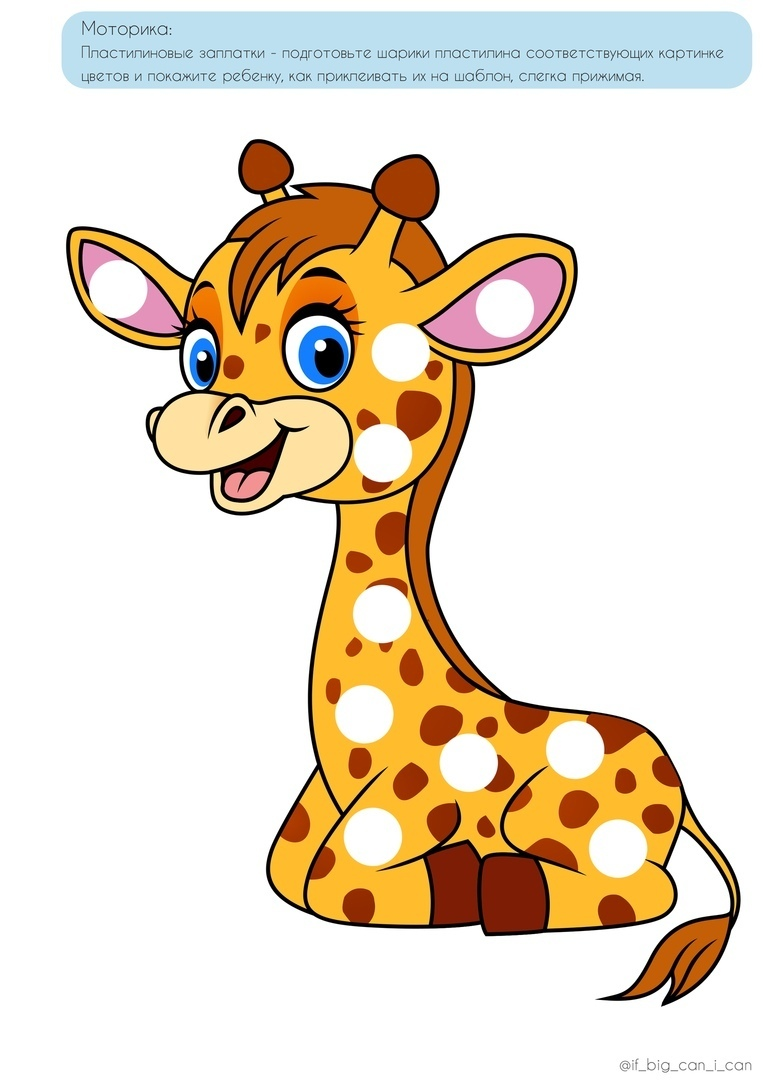 Моторика:
Пластилиновые заплатки - подготовьте шарики пластилина соответствующих картинке
цветов и покажите ребенку, как приклеивать их на шаблон, слегка прижимая.
@if_big_can_i_can